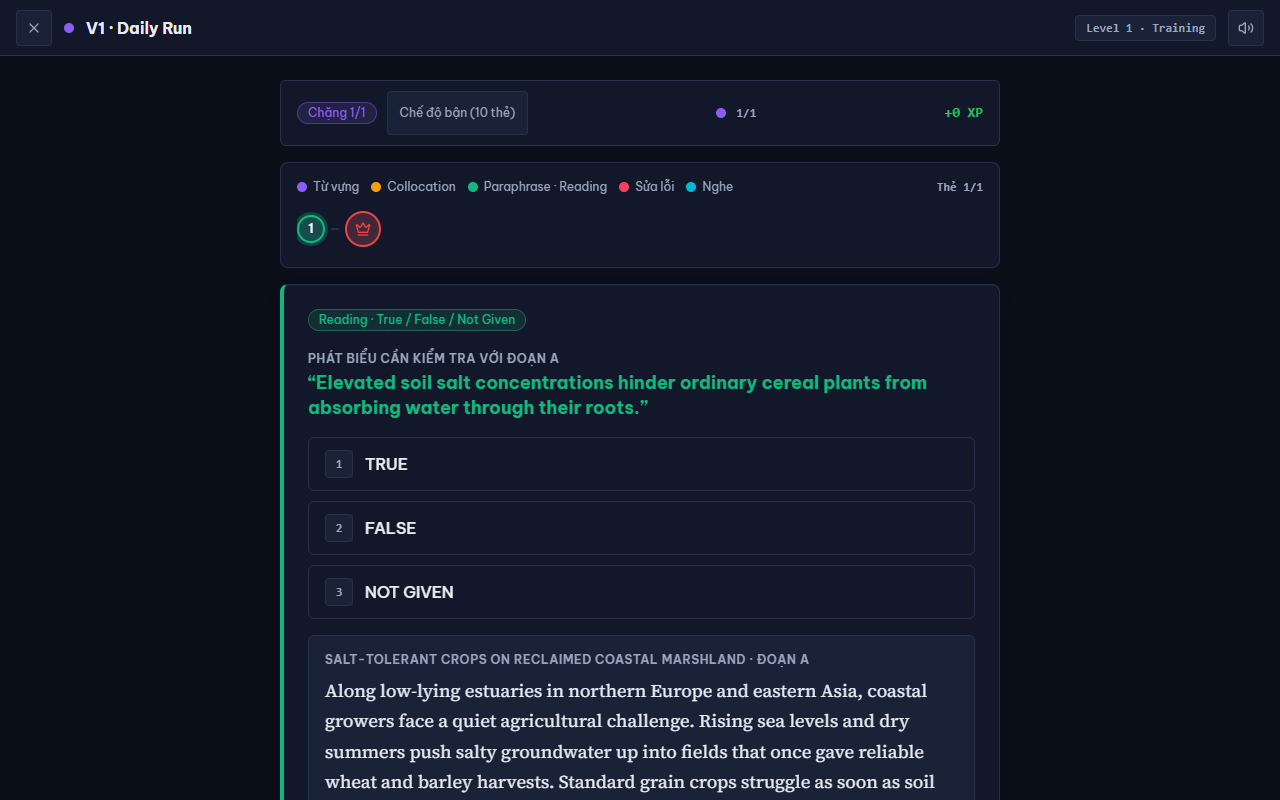 V1 · Daily Run
Level 1 · Training
Chặng 1/1
Chế độ bận (10 thẻ)
1/1
+0 XP
Từ vựng
Collocation
Paraphrase · Reading
Sửa lỗi
Nghe
Thẻ 1/1
1
Reading · True / False / Not Given
PHÁT BIỂU CẦN KIỂM TRA VỚI ĐOẠN A
“Elevated soil salt concentrations hinder ordinary cereal plants from
absorbing water through their roots.”
1 TRUE
2 FALSE
3 NOT GIVEN
SALT-TOLERANT CROPS ON RECLAIMED COASTAL MARSHLAND · ĐOẠN A
Along low-lying estuaries in northern Europe and eastern Asia, coastal
growers face a quiet agricultural challenge. Rising sea levels and dry
summers push salty groundwater up into fields that once gave reliable
wheat and barley harvests. Standard grain crops struggle as soon as soil